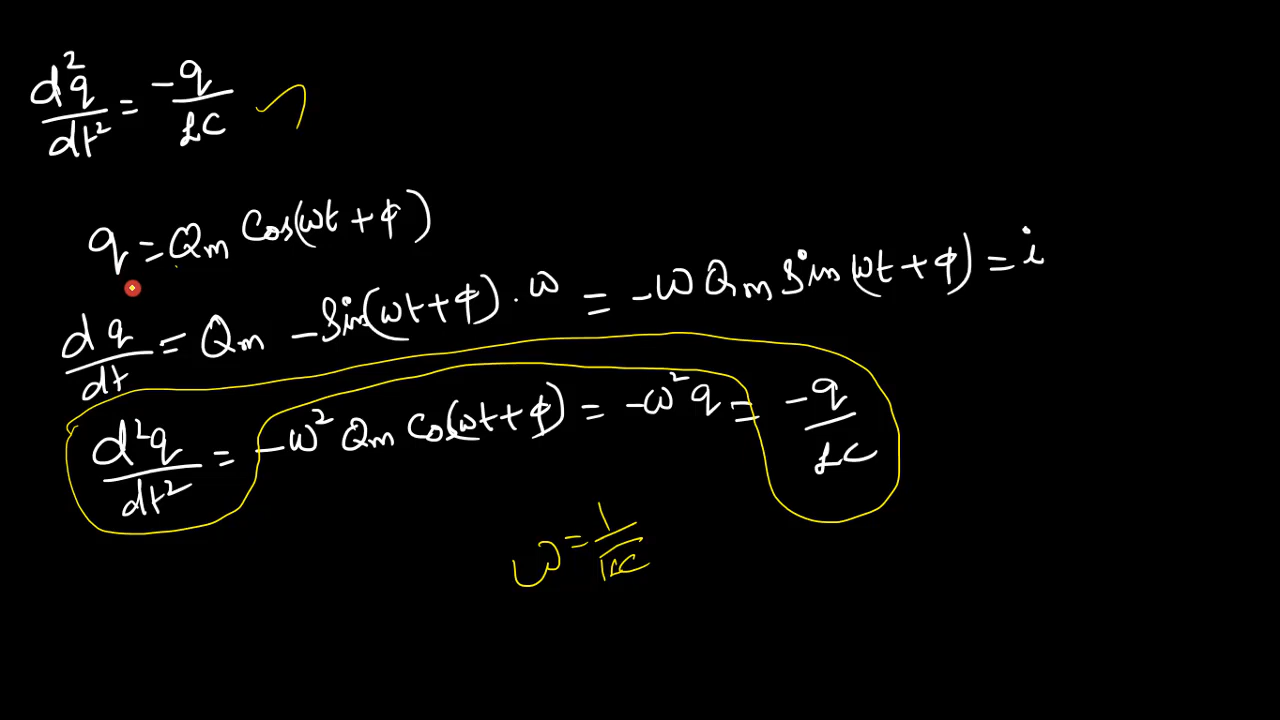 d²q/dt² = -q/LC
q = Qm Cos(ωt + φ)
dq/dt = Qm - Sin(ωt + φ) . ω = -ω Qm Sin(ωt + φ) = i
d²q/dt² = -ω² Qm Cos(ωt + φ) = -ω² q = -q/LC
ω = 1/√LC